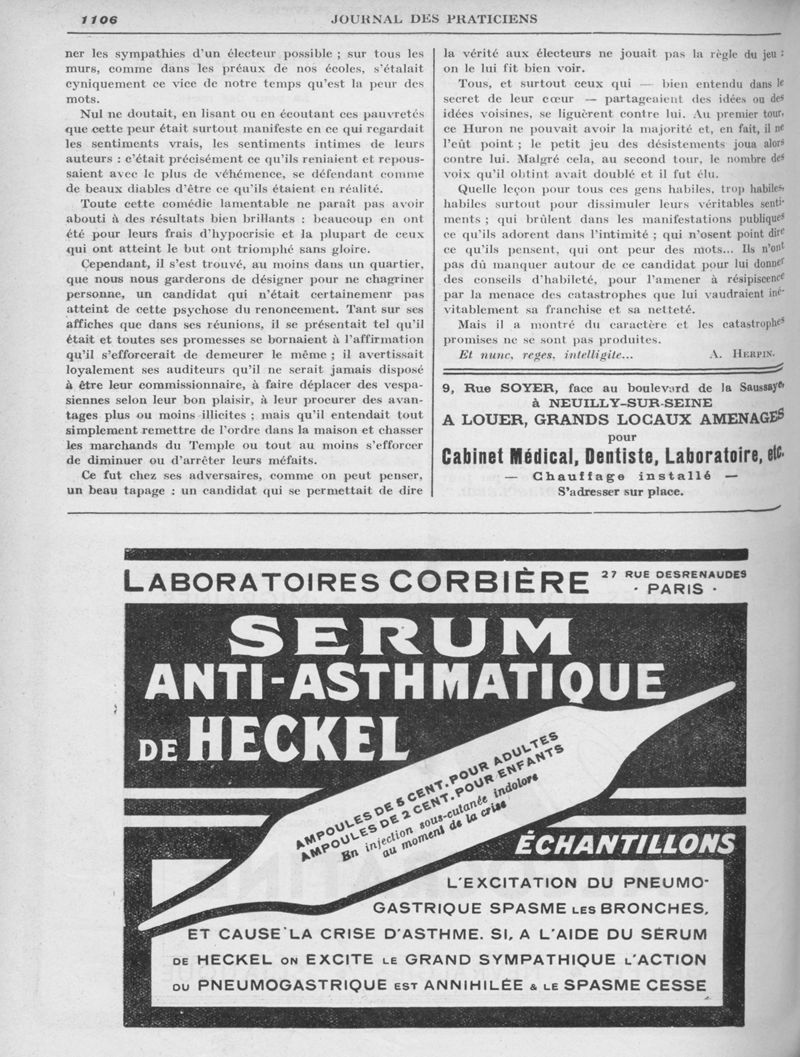 1106
JOURNAL DES PRATICIENS
ner les sympathies d'un électeur possible ; sur tous les
murs, comme dans les préaux de nos écoles, s'étalait
cyniquement ce vice de notre temps qu'est la peur des
mots.
Nul ne doutait, en lisant ou en écoutant ces pauvretés
que cette peur était surtout manifeste en ce qui regardait
les sentiments vrais, les sentiments intimes de leurs
auteurs : c'était précisément ce qu'ils reniaient et repous-
saient avec le plus de véhémence, se défendant comme
de beaux diables d'être ce qu'ils étaient en réalité.
Toute cette comédie lamentable ne paraît pas avoir
abouti à des résultats bien brillants : beaucoup en ont
été pour leurs frais d'hypocrisie et la plupart de ceux
qui ont atteint le but ont triomphé sans gloire.
Cependant, il s'est trouvé, au moins dans un quartier,
que nous nous garderons de désigner pour ne chagriner
personne, un candidat qui n'était certainemenr pas
atteint de cette psychose du renoncement. Tant sur ses
affiches que dans ses réunions, il se présentait tel qu'il
était et toutes ses promesses se bornaient à l'affirmation
qu'il s'efforcerait de demeurer le même ; il avertissait
loyalement ses auditeurs qu'il ne serait jamais disposé
à être leur commissionnaire, à faire déplacer des vespa-
siennes selon leur bon plaisir, à leur procurer des avan-
tages plus ou moins illicites ; mais qu'il entendait tout
simplement remettre de l'ordre dans la maison et chasser
les marchands du Temple ou tout au moins s'efforcer
de diminuer ou d'arrêter leurs méfaits.
Ce fut chez ses adversaires, comme on peut penser,
un beau tapage : un candidat qui se permettait de dire
la vérité aux électeurs ne jouait pas la règle du jeu :
on le lui fit bien voir.
Tous, et surtout ceux qui — bien entendu dans le
secret de leur cœur — partageaient des idées ou des
idées voisines, se liguèrent contre lui. Au premier tour,
ce Huron ne pouvait avoir la majorité et, en fait, il ne
l'eût point ; le petit jeu des désistements joua alors
contre lui. Malgré cela, au second tour, le nombre des
voix qu'il obtint avait doublé et il fut élu.
Quelle leçon pour tous ces gens habiles, trop habiles,
habiles surtout pour dissimuler leurs véritables senti-
ments ; qui brûlent dans les manifestations publiques
ce qu'ils adorent dans l'intimité ; qui n'osent point dire
ce qu'ils pensent, qui ont peur des mots... Ils n'ont
pas dû manquer autour de ce candidat pour lui donner
des conseils d'habileté, pour l'amener à résipiscence
par la menace des catastrophes que lui vaudraient iné-
vitablement sa franchise et sa netteté.
Mais il a montré du caractère et les catastrophes
promises ne se sont pas produites.
Et nunc, reges, intelligite... A. HERPIN.
9, Rue SOYER, face au boulevard de la Saussaye,
à NEUILLY-SUR-SEINE
A LOUER, GRANDS LOCAUX AMENAGES
pour
Cabinet Médical, Dentiste, Laboratoire, etc.
— Chauffage installé —
S'adresser sur place.
LABORATOIRES CORBIÈRE 27 RUE DESRENAUDES
· PARIS ·
SERUM
ANTI-ASTHMATIQUE
DE HECKEL
AMPOULES DE 5 CENT. POUR ADULTES
AMPOULES DE 2 CENT. POUR ENFANTS
En injection sous-cutanée indolore
au moment de la crise
ÉCHANTILLONS
L'EXCITATION DU PNEUMO-
GASTRIQUE SPASME LES BRONCHES,
ET CAUSE LA CRISE D'ASTHME. SI, A L'AIDE DU SÉRUM
DE HECKEL ON EXCITE LE GRAND SYMPATHIQUE L'ACTION
DU PNEUMOGASTRIQUE EST ANNIHILÉE & LE SPASME CESSE